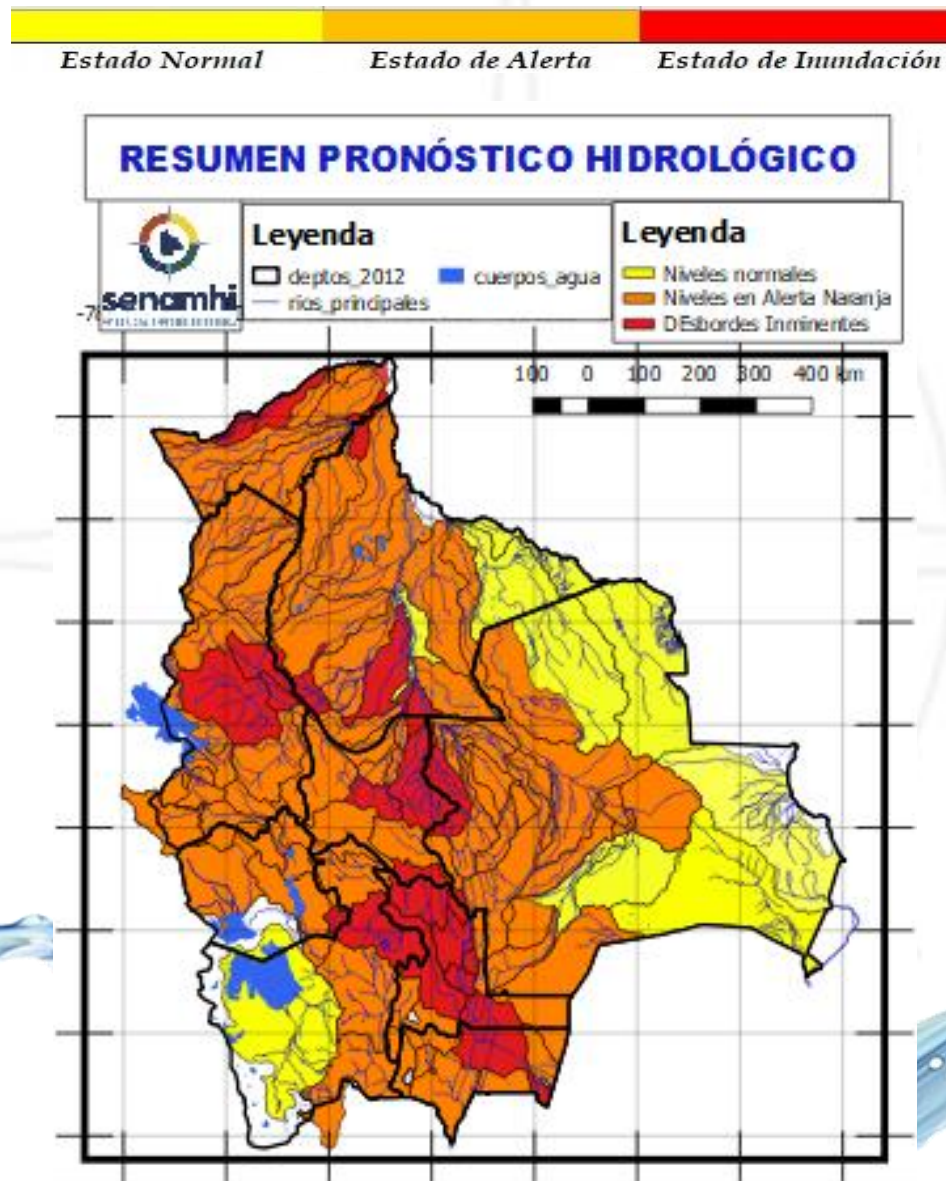 Estado Normal
Estado de Alerta
Estado de Inundación
RESUMEN PRONÓSTICO HIDROLÓGICO
senamhi
Leyenda
deptos_2012
cuerpos_agua
rios_principales
Leyenda
Niveles normales
Niveles en Alerta Naranja
DEsbordes Inminentes
100 0 100 200 300 400 km